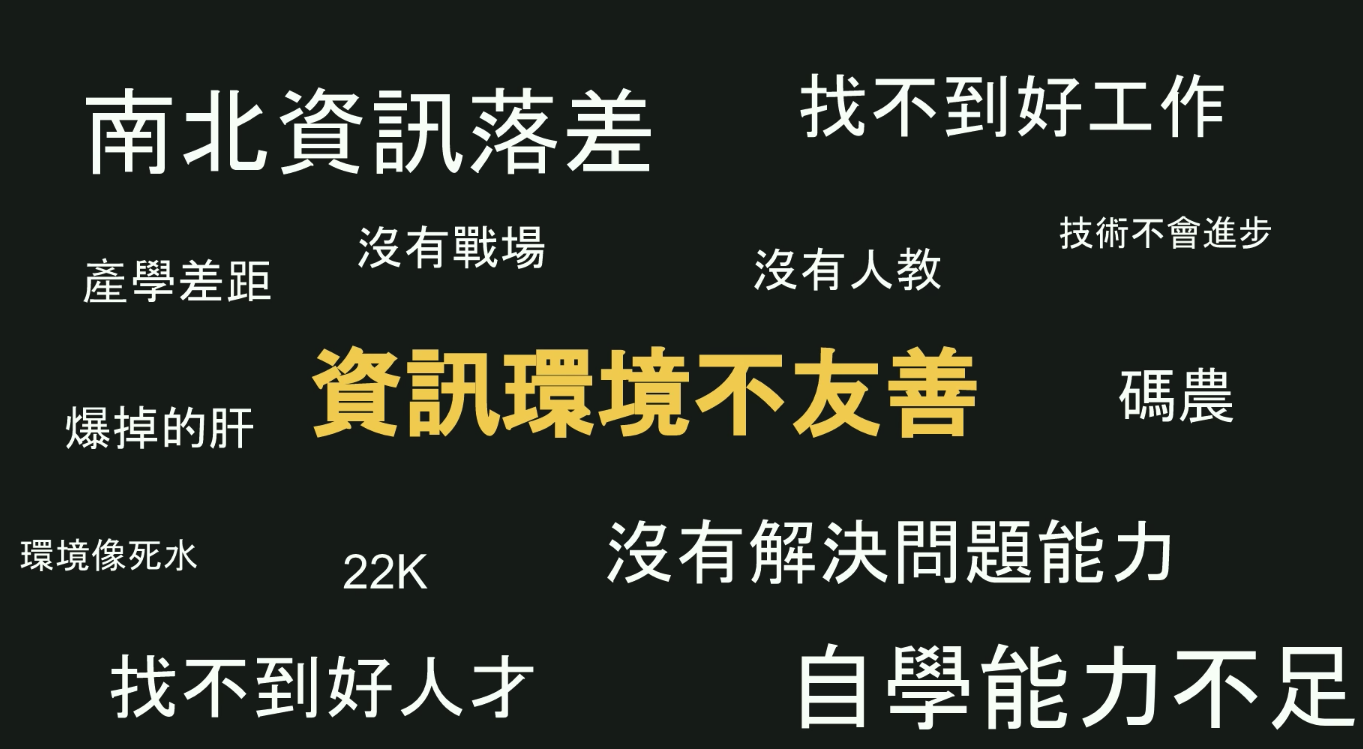 南北資訊落差
找不到好工作
技術不會進步
沒有戰場
沒有人教
產學差距
資訊環境不友善
碼農
爆掉的肝
環境像死水
22K
沒有解決問題能力
找不到好人才
自學能力不足